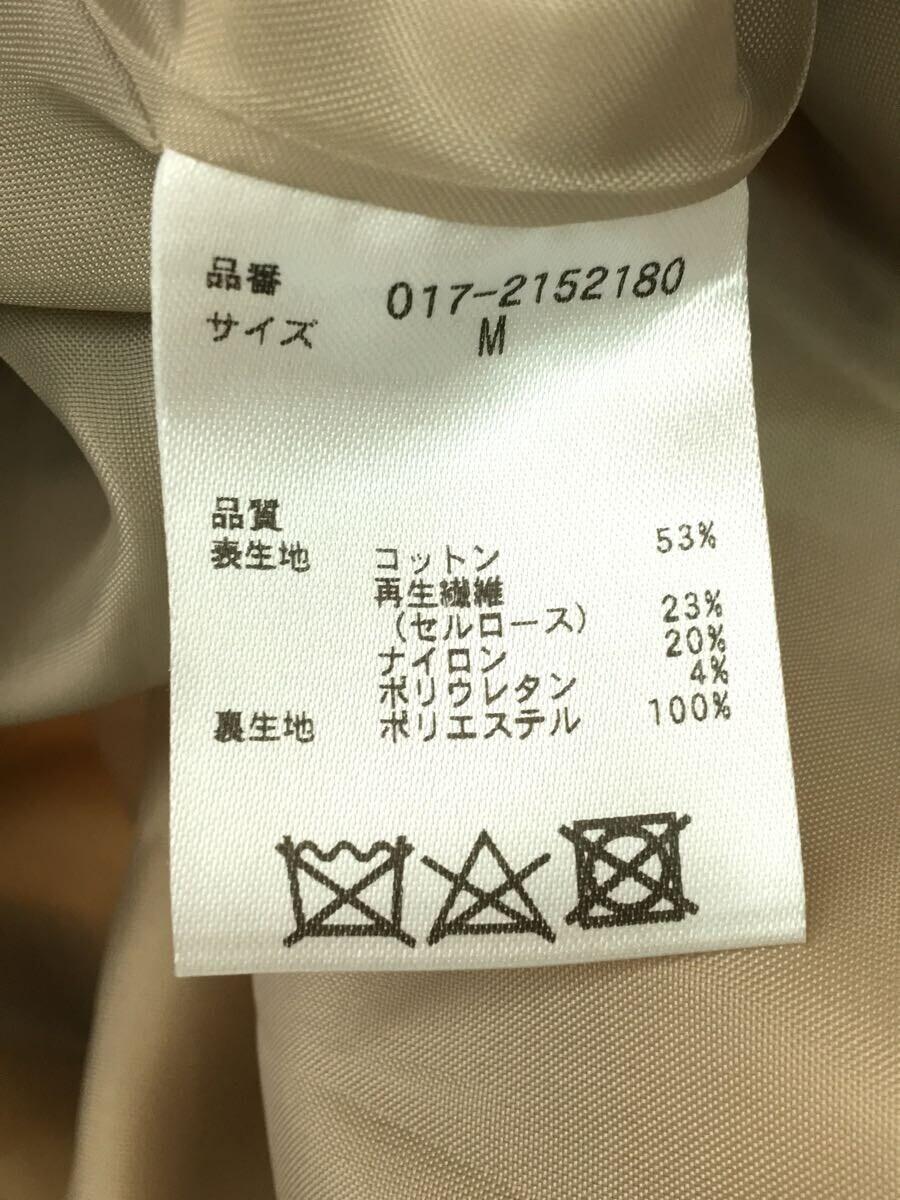 品番 017-2152180
サイズ M
品質
表生地 コットン 53%
再生繊維
(セルロース) 23%
ナイロン 20%
ポリウレタン 4%
裏生地 ポリエステル 100%